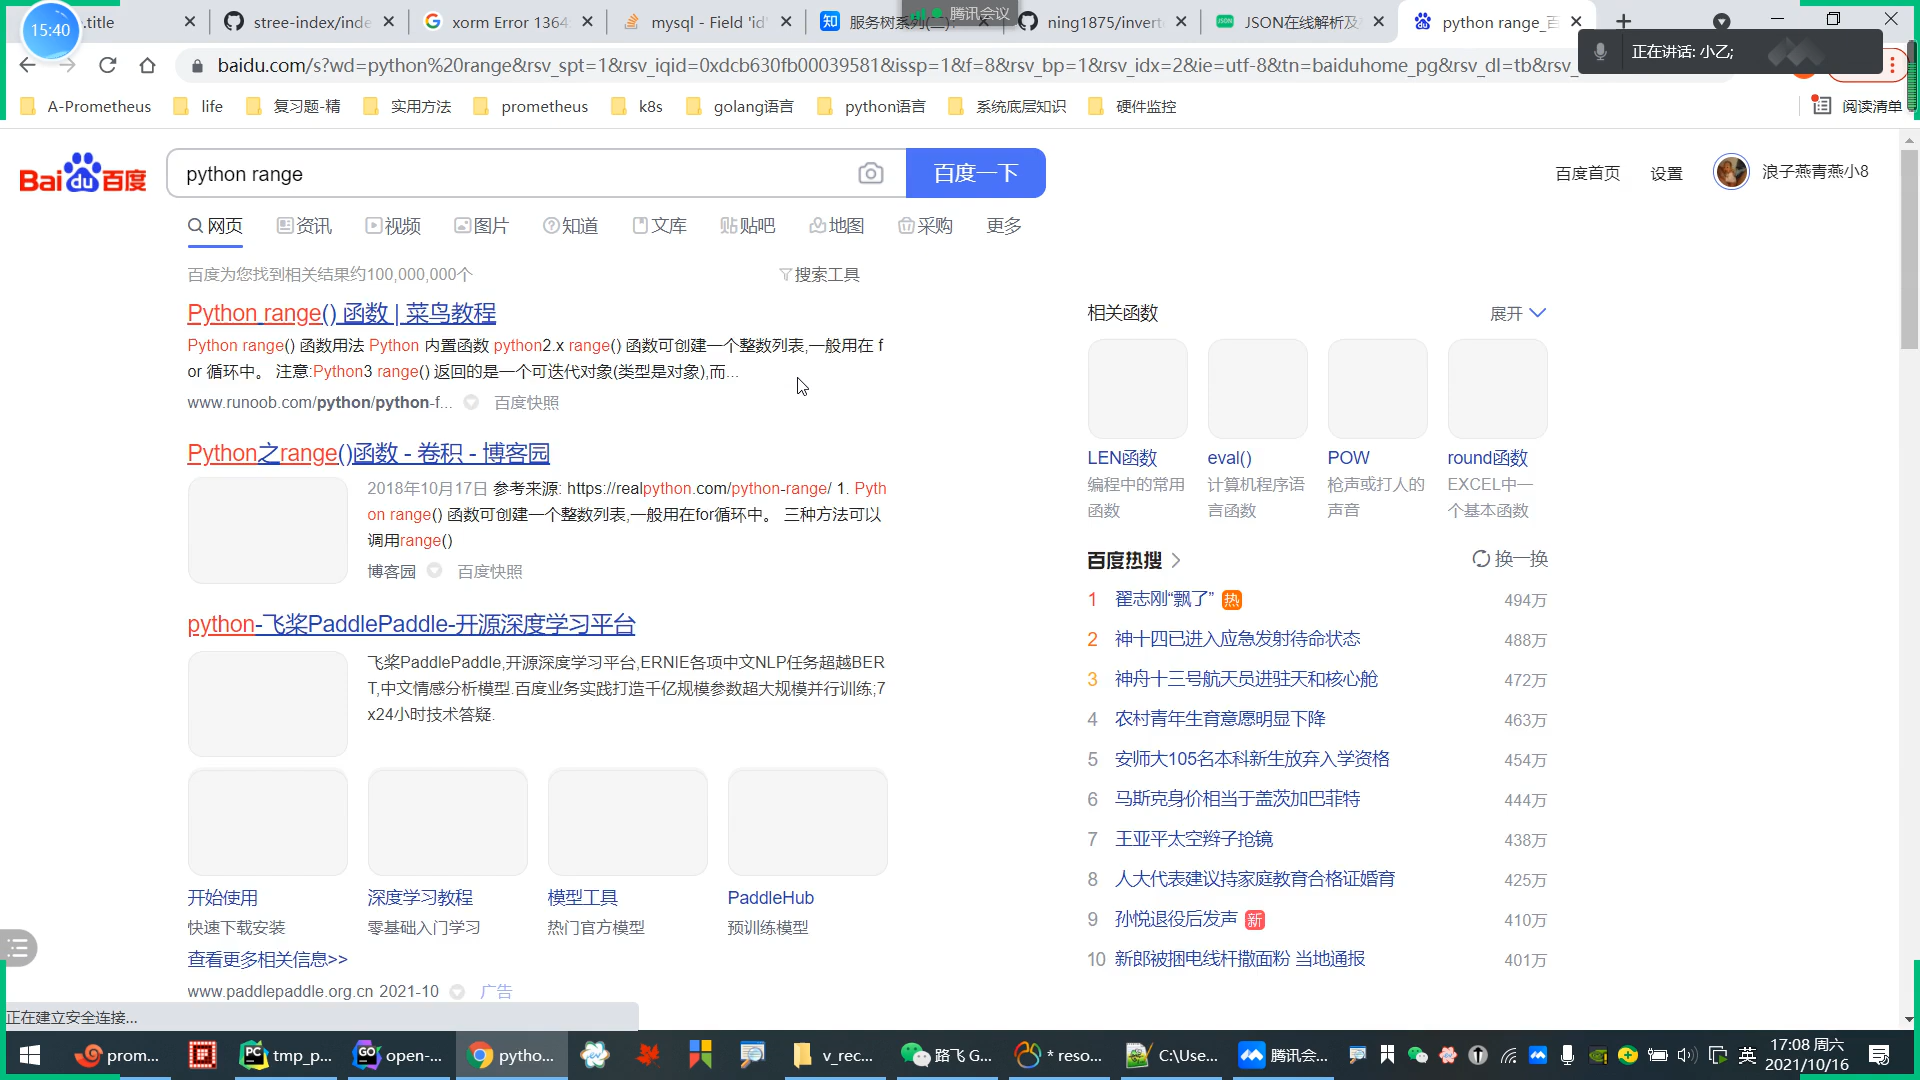 15:40
.title
stree-index/inde
xorm Error 1364
mysql - Field 'id'
服务树系列(二):
腾讯会议
ning1875/invert
JSON在线解析及
python range_百
正在讲话: 小乙;
baidu.com/s?wd=python%20range&rsv_spt=1&rsv_iqid=0xdcb630fb00039581&issp=1&f=8&rsv_bp=1&rsv_idx=2&ie=utf-8&tn=baiduhome_pg&rsv_dl=tb&rsv_
A-Prometheus life 复习题-精 实用方法 prometheus k8s golang语言 python语言 系统底层知识 硬件监控 阅读清单
Bai du 百度
python range
百度一下
百度首页 设置 浪子燕青燕小8
网页 资讯 视频 图片 知道 文库 贴吧 地图 采购 更多
百度为您找到相关结果约100,000,000个
搜索工具
Python range() 函数 | 菜鸟教程
Python range() 函数用法 Python 内置函数 python2.x range() 函数可创建一个整数列表,一般用在 f
or 循环中。 注意:Python3 range() 返回的是一个可迭代对象(类型是对象),而...
www.runoob.com/python/python-f... 百度快照
Python之range()函数 - 卷积 - 博客园
2018年10月17日 参考来源: https://realpython.com/python-range/ 1. Pyth
on range() 函数可创建一个整数列表,一般用在for循环中。 三种方法可以
调用range()
博客园 百度快照
python-飞桨PaddlePaddle-开源深度学习平台
飞桨PaddlePaddle,开源深度学习平台,ERNIE各项中文NLP任务超越BER
T,中文情感分析模型.百度业务实践打造千亿规模参数超大规模并行训练;7
x24小时技术答疑.
开始使用 深度学习教程 模型工具 PaddleHub
快速下载安装 零基础入门学习 热门官方模型 预训练模型
查看更多相关信息>>
www.paddlepaddle.org.cn 2021-10 广告
相关函数 展开
LEN函数 eval() POW round函数
编程中的常用 计算机程序语 枪声或打人的 EXCEL中一
函数 言函数 声音 个基本函数
百度热搜 换一换
1 翟志刚“飘了” 热 494万
2 神十四已进入应急发射待命状态 488万
3 神舟十三号航天员进驻天和核心舱 472万
4 农村青年生育意愿明显下降 463万
5 安师大105名本科新生放弃入学资格 454万
6 马斯克身价相当于盖茨加巴菲特 444万
7 王亚平太空辫子抢镜 438万
8 人大代表建议持家庭教育合格证婚育 425万
9 孙悦退役后发声 新 410万
10 新郎被捆电线杆撒面粉 当地通报 401万
正在建立安全连接...
prom... tmp_p... open-... pytho... v_rec... 路飞 G... * reso... C:\Use... 腾讯会... 英
17:08 周六
2021/10/16